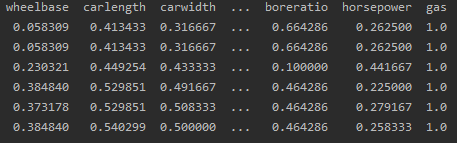 wheelbase carlength carwidth ... boreratio horsepower gas
0.058309 0.413433 0.316667 ... 0.664286 0.262500 1.0
0.058309 0.413433 0.316667 ... 0.664286 0.262500 1.0
0.230321 0.449254 0.433333 ... 0.100000 0.441667 1.0
0.384840 0.529851 0.491667 ... 0.464286 0.225000 1.0
0.373178 0.529851 0.508333 ... 0.464286 0.279167 1.0
0.384840 0.540299 0.500000 ... 0.464286 0.258333 1.0